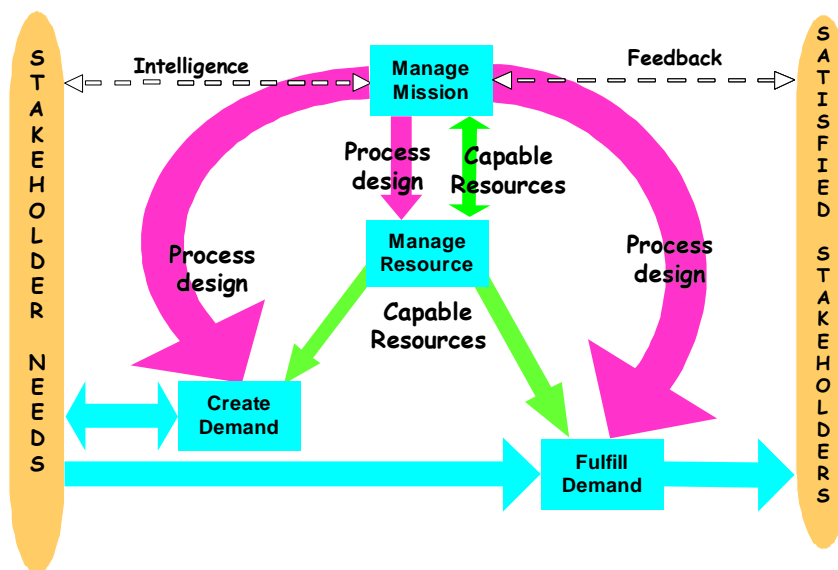 STAKEHOLDER NEEDS
Intelligence
Manage
Mission
Feedback
SATISFIED STAKEHOLDERS
Process
design
Capable
Resources
Process
design
Manage
Resource
Process
design
Capable
Resources
Create
Demand
Fulfill
Demand